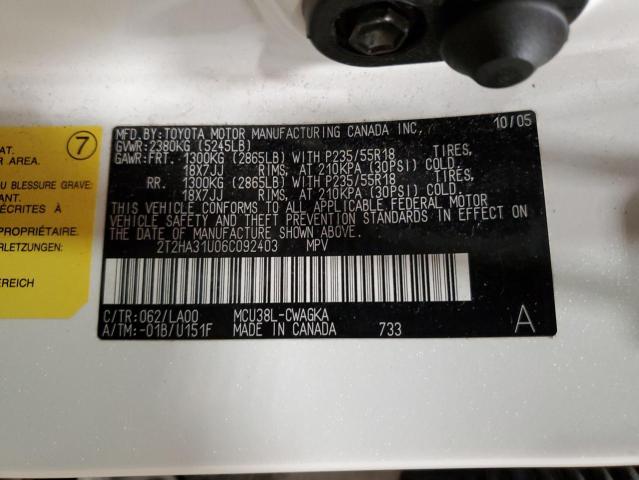 MFD.BY:TOYOTA MOTOR MANUFACTURING CANADA INC. 10/05
GVWR:2380KG (5245LB)
GAWR:FRT. 1300KG (2865LB) WITH P235/55R18 TIRES,
18X7JJ RIMS, AT 210KPA (30PSI) COLD.
RR. 1300KG (2865LB) WITH P235/55R18 TIRES,
18X7JJ RIMS, AT 210KPA (30PSI) COLD.
THIS VEHICLE CONFORMS TO ALL APPLICABLE FEDERAL MOTOR
VEHICLE SAFETY AND THEFT PREVENTION STANDARDS IN EFFECT ON
THE DATE OF MANUFACTURE SHOWN ABOVE.
2T2HA31U06C092403 MPV
C/TR:062/LA00 MCU38L-CWAGKA
A/TM:-01B/U151F MADE IN CANADA 733 A
7
AT.
R AREA.
U BLESSURE GRAVE:
ÉCRITES À
PROPRIÉTAIRE.
RLETZUNGEN:
BEREICH